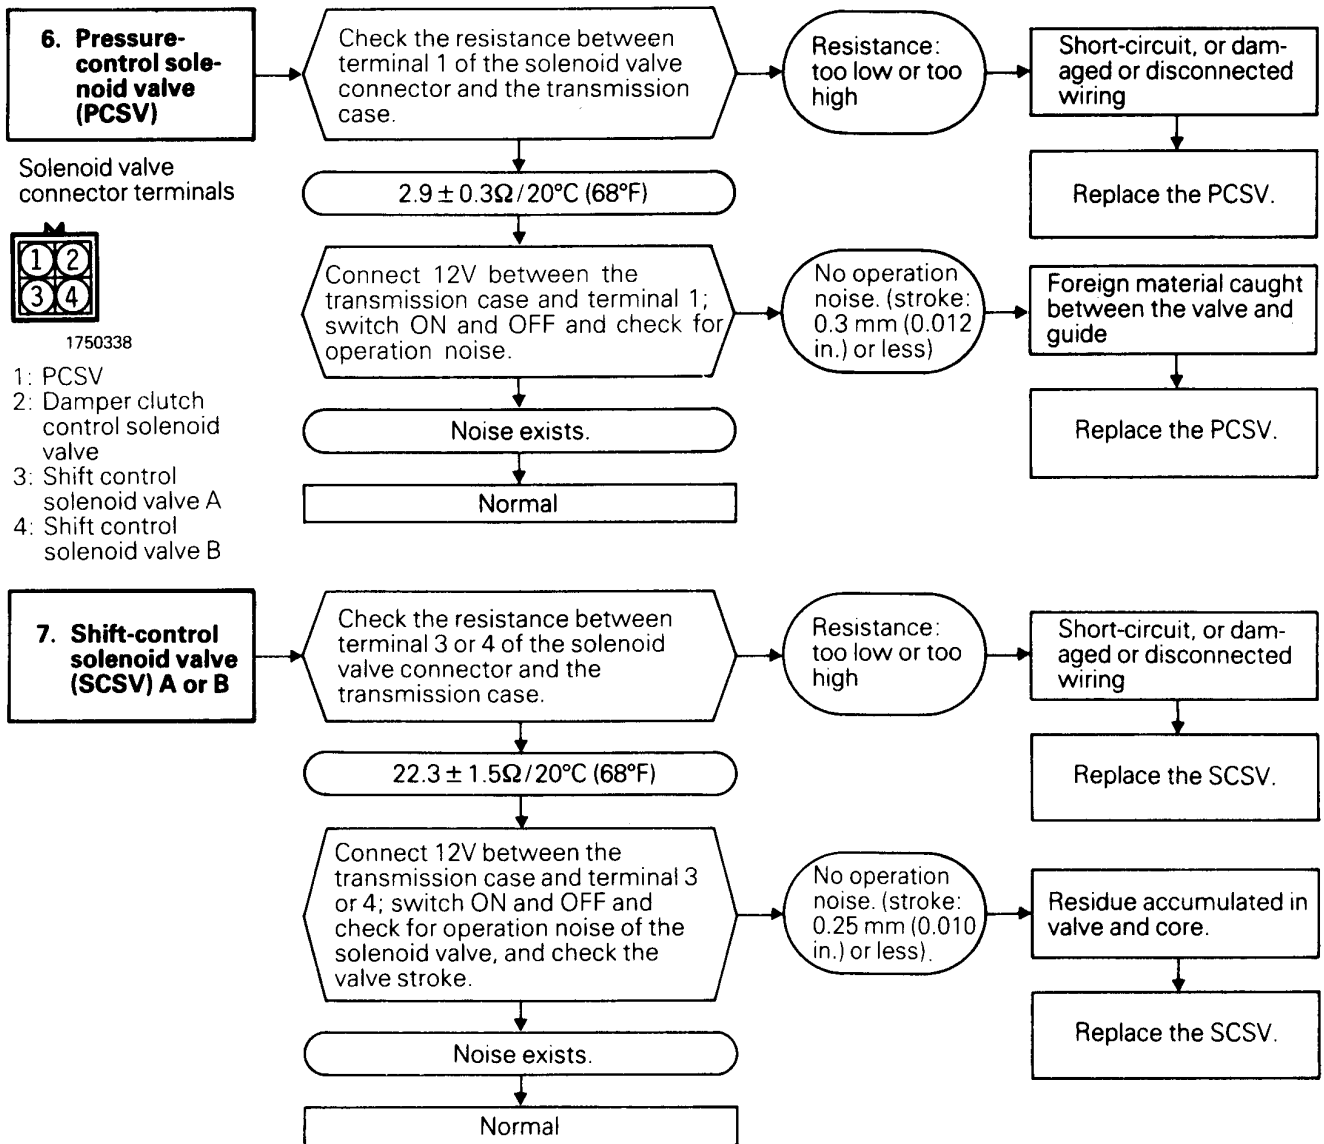 6. Pressure-
control sole-
noid valve
(PCSV)
Check the resistance between
terminal 1 of the solenoid valve
connector and the transmission
case.
Resistance:
too low or too
high
Short-circuit, or dam-
aged or disconnected
wiring
Replace the PCSV.
2.9 ± 0.3Ω/20°C (68°F)
Solenoid valve
connector terminals
1 2
3 4
1750338
1: PCSV
2: Damper clutch
control solenoid
valve
3: Shift control
solenoid valve A
4: Shift control
solenoid valve B
Connect 12V between the
transmission case and terminal 1;
switch ON and OFF and check for
operation noise.
No operation
noise. (stroke:
0.3 mm (0.012
in.) or less)
Foreign material caught
between the valve and
guide
Replace the PCSV.
Noise exists.
Normal
7. Shift-control
solenoid valve
(SCSV) A or B
Check the resistance between
terminal 3 or 4 of the solenoid
valve connector and the
transmission case.
Resistance:
too low or too
high
Short-circuit, or dam-
aged or disconnected
wiring
Replace the SCSV.
22.3 ± 1.5Ω/20°C (68°F)
Connect 12V between the
transmission case and terminal 3
or 4; switch ON and OFF and
check for operation noise of the
solenoid valve, and check the
valve stroke.
No operation
noise. (stroke:
0.25 mm (0.010
in.) or less).
Residue accumulated in
valve and core.
Replace the SCSV.
Noise exists.
Normal